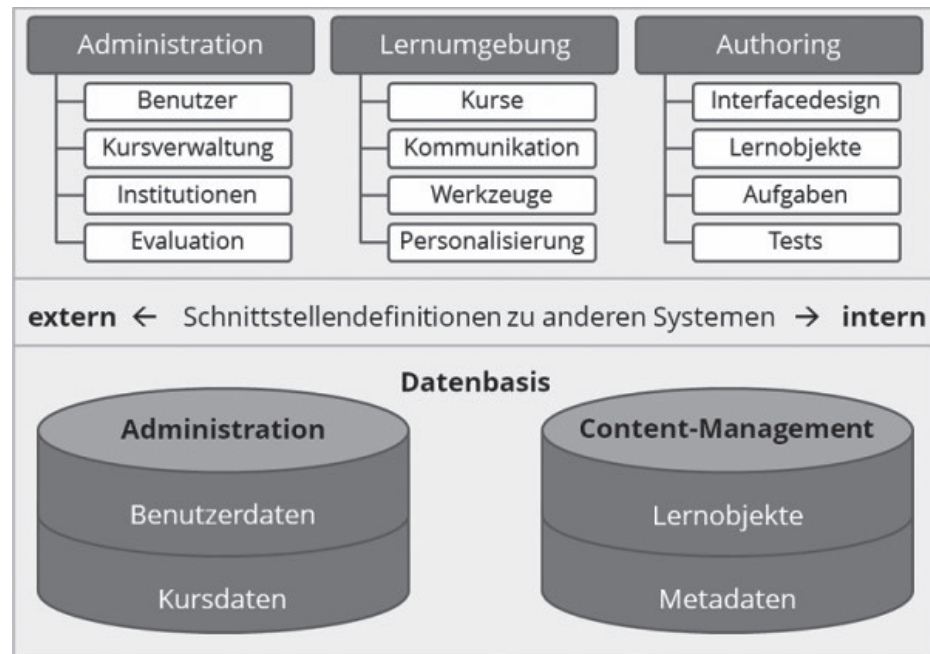 Administration
Benutzer
Kursverwaltung
Institutionen
Evaluation
Lernumgebung
Kurse
Kommunikation
Werkzeuge
Personalisierung
Authoring
Interfacedesign
Lernobjekte
Aufgaben
Tests
extern ← Schnittstellendefinitionen zu anderen Systemen → intern
Datenbasis
Administration
Benutzerdaten
Kursdaten
Content-Management
Lernobjekte
Metadaten